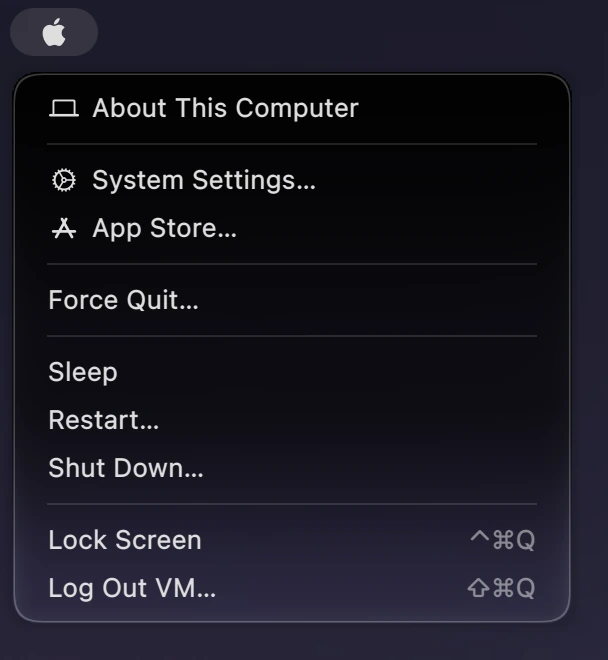 About This Computer
System Settings...
App Store...
Force Quit...
Sleep
Restart...
Shut Down...
Lock Screen ^⌘Q
Log Out VM... ⇧⌘Q